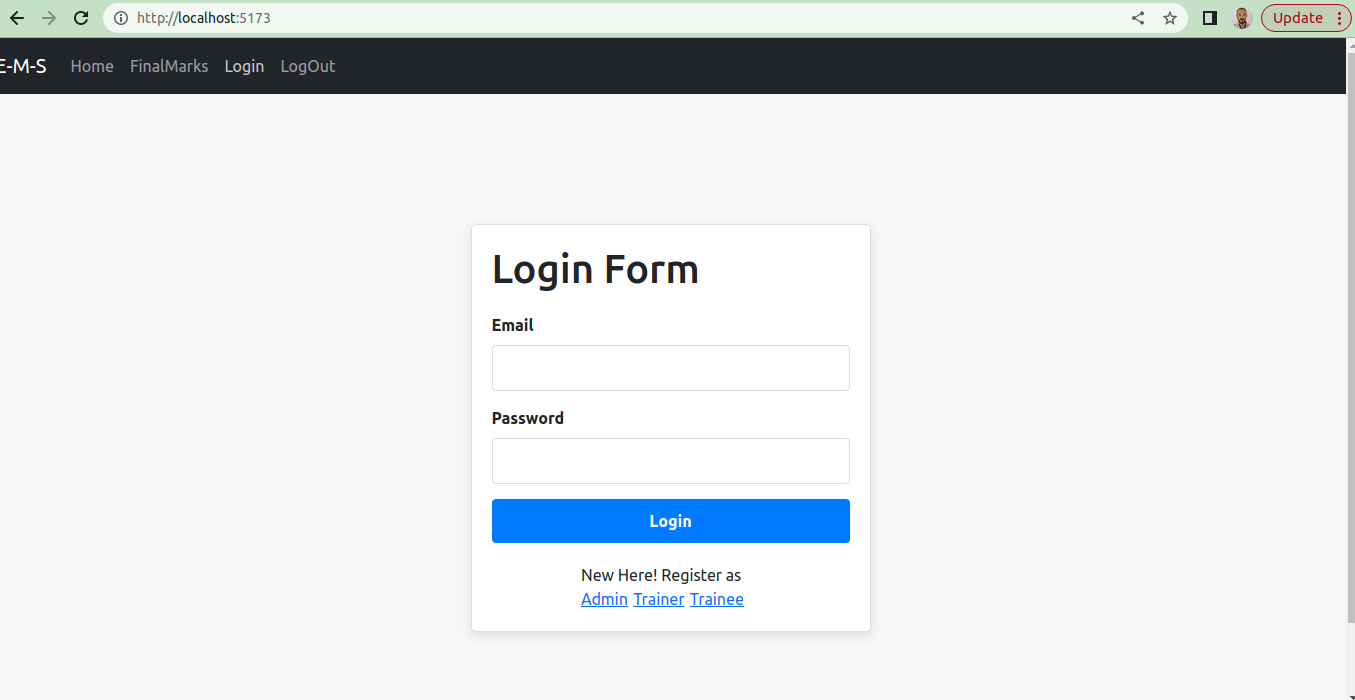 http://localhost:5173
Update
E-M-S Home FinalMarks Login LogOut
Login Form
Email
Password
Login
New Here! Register as
Admin Trainer Trainee